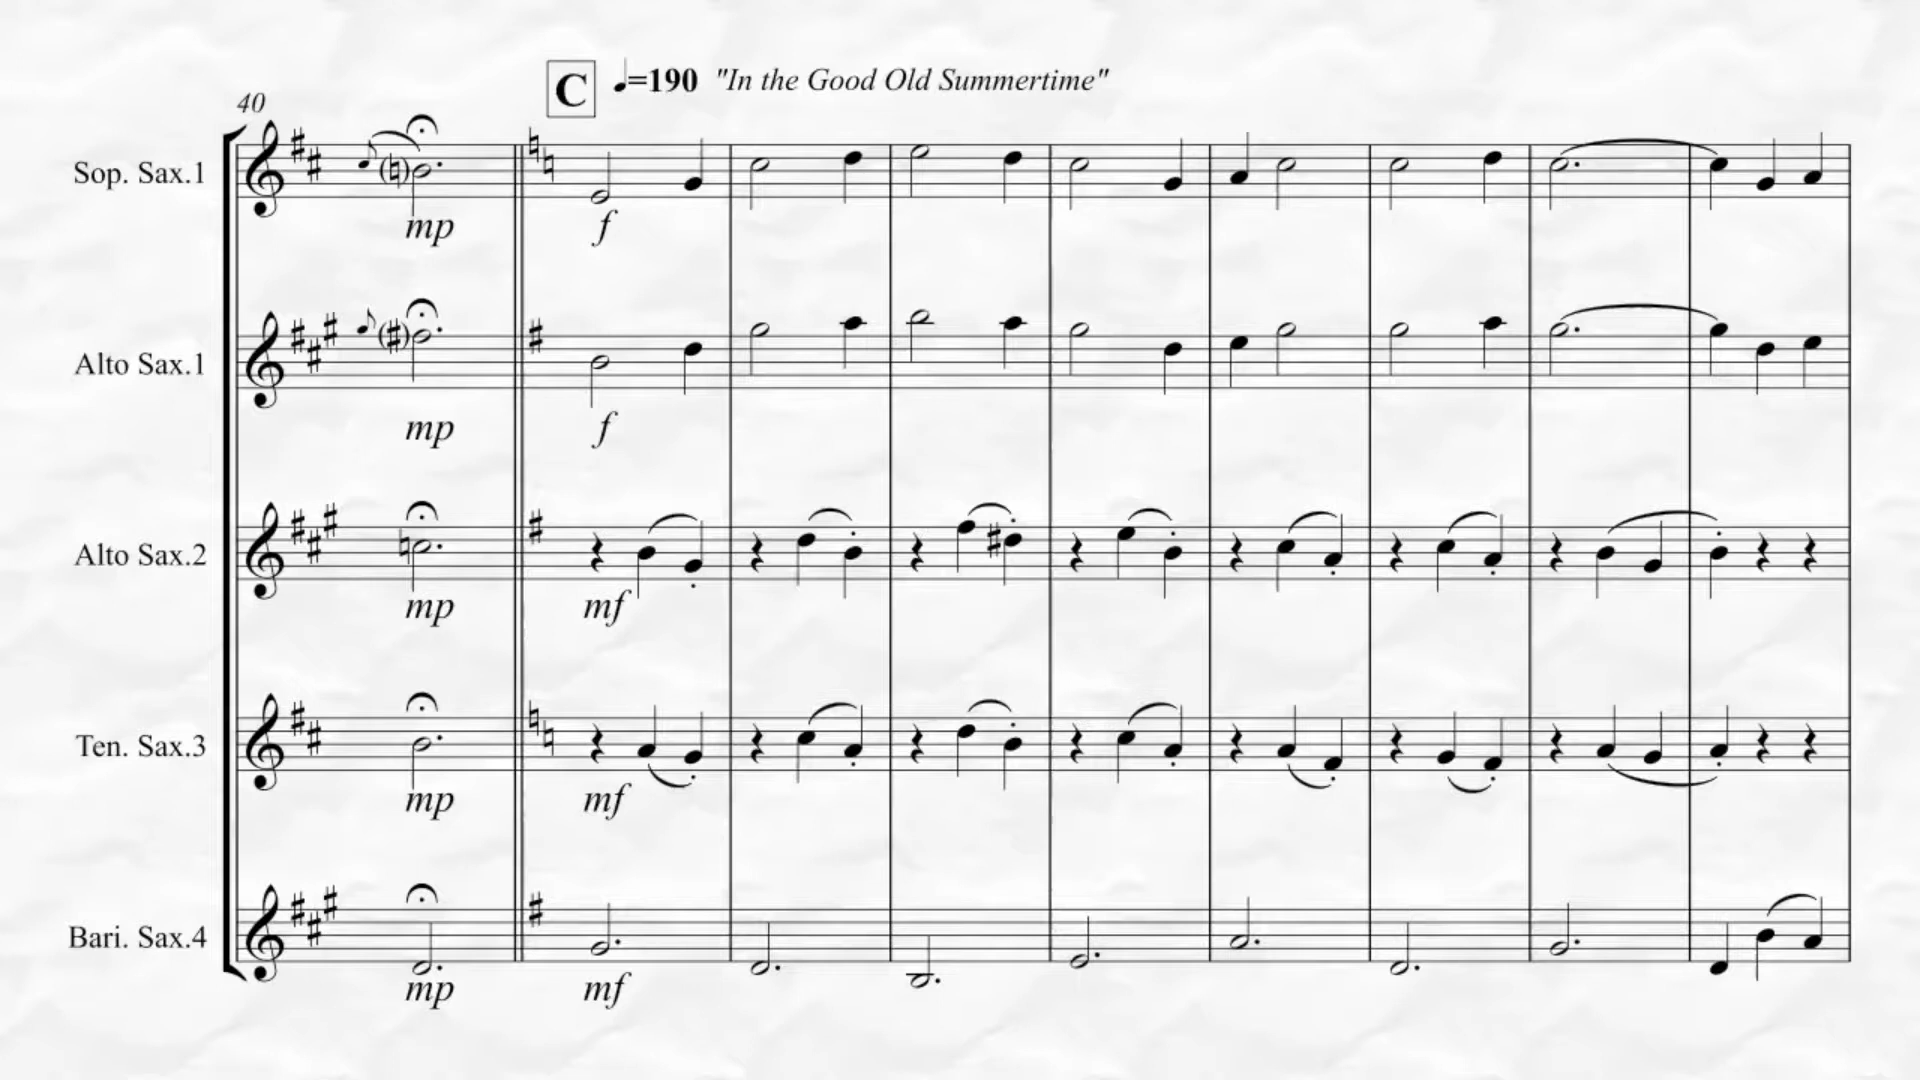 C ♩=190 "In the Good Old Summertime"
40
Sop. Sax.1
mp f
Alto Sax.1
mp f
Alto Sax.2
mp mf
Ten. Sax.3
mp mf
Bari. Sax.4
mp mf